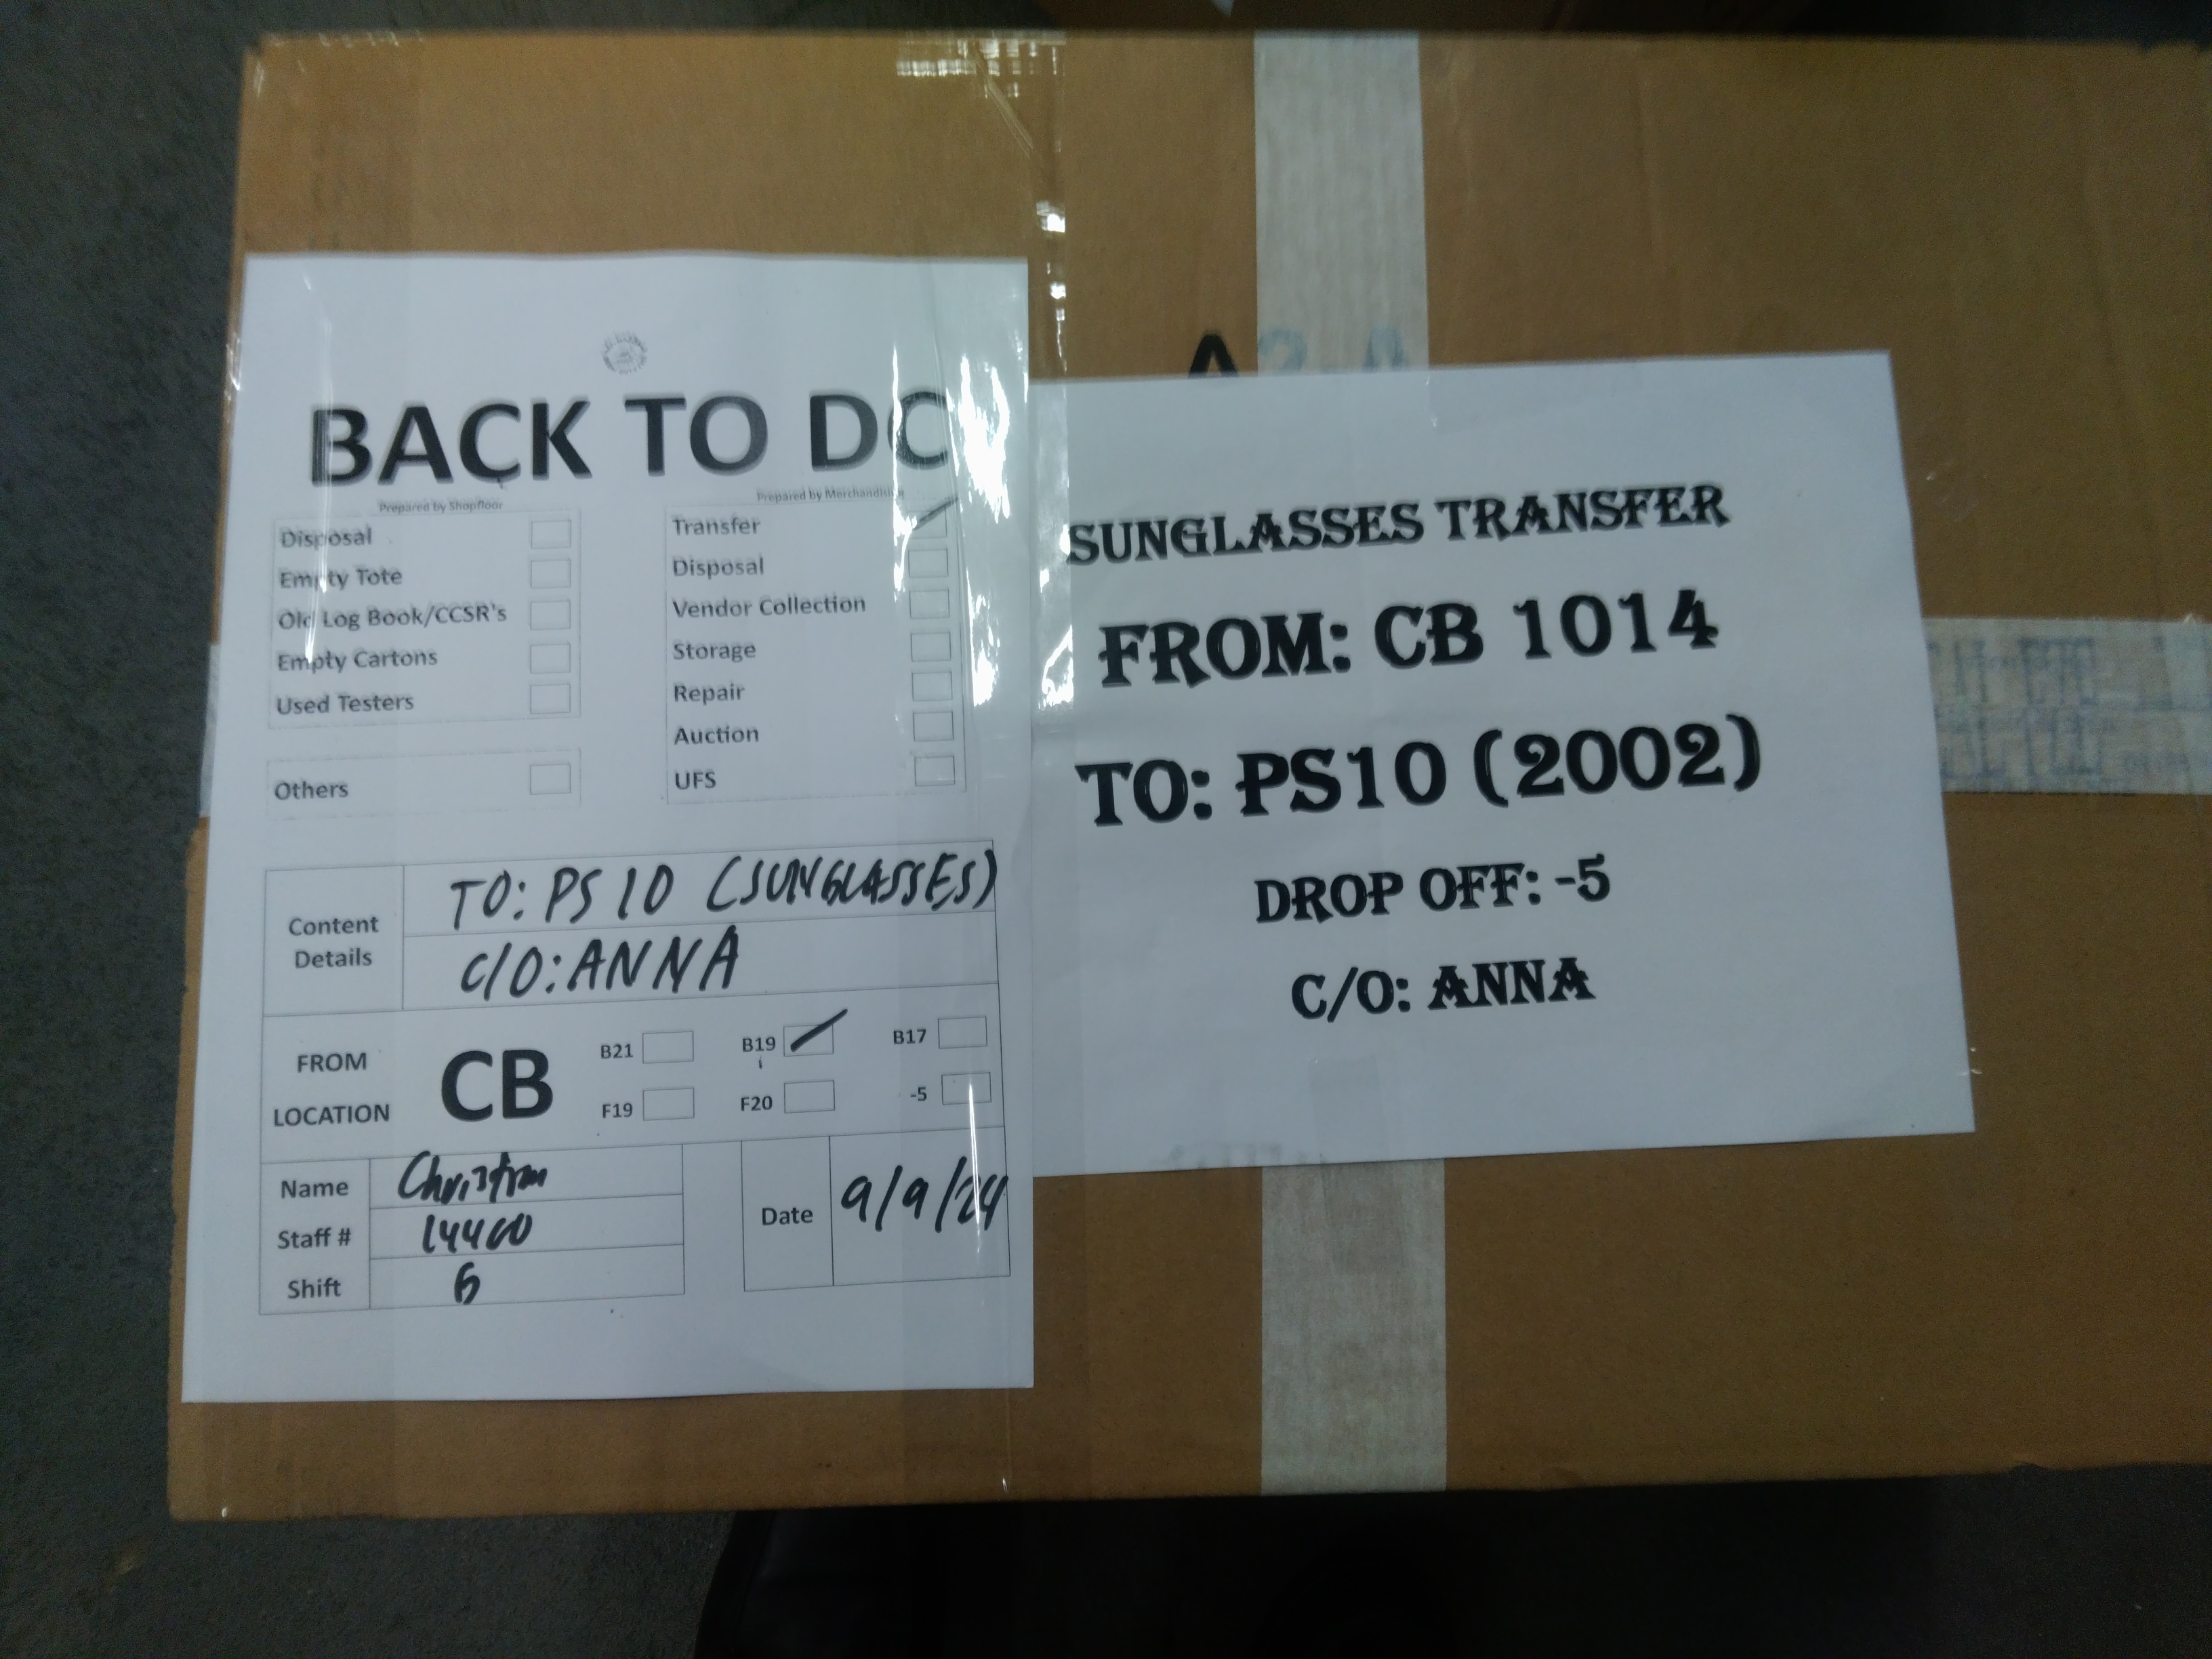 BACK TO DC
Prepared by Shopfloor
Disposal
Empty Tote
Old Log Book/CCSR's
Empty Cartons
Used Testers
Others
Prepared by Merchandising
Transfer
Disposal
Vendor Collection
Storage
Repair
Auction
UFS
Content Details
TO: PS 10 (SUNGLASSES)
C/O: ANNA
FROM LOCATION
CB
B21 B19 B17
F19 F20 -5
Name Christian
Staff #
Shift
Date 9/9/24
SUNGLASSES TRANSFER
FROM: CB 1014
TO: PS10 (2002)
DROP OFF: -5
C/O: ANNA